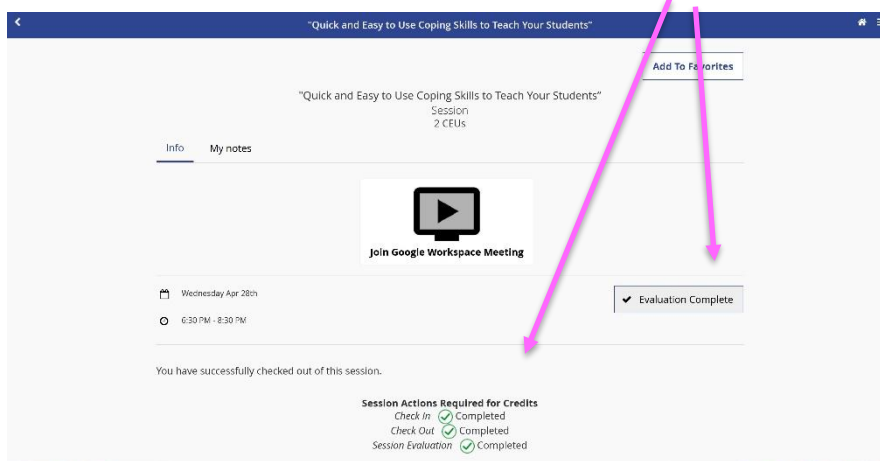 "Quick and Easy to Use Coping Skills to Teach Your Students"
Add To Favorites
"Quick and Easy to Use Coping Skills to Teach Your Students"
Session
2 CEUs
Info My notes
Join Google Workspace Meeting
Wednesday Apr 28th
Evaluation Complete
6:30 PM - 8:30 PM
You have successfully checked out of this session.
Session Actions Required for Credits
Check In Completed
Check Out Completed
Session Evaluation Completed